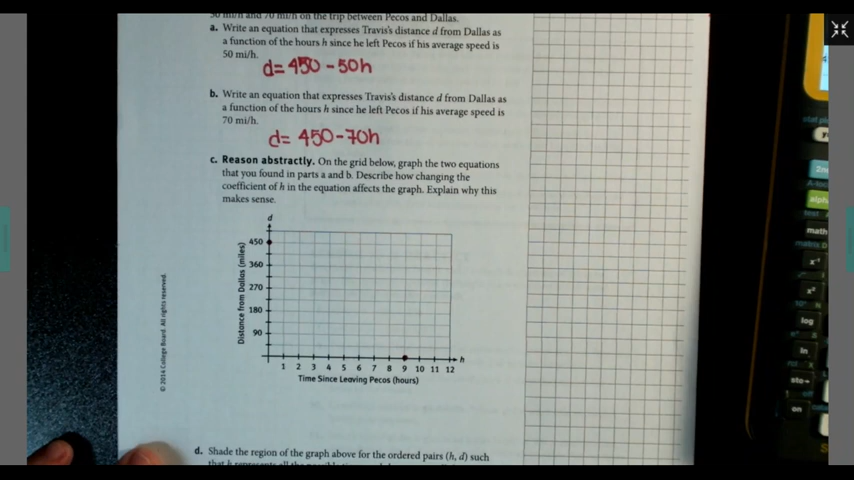 50 mi/h and 70 mi/h on the trip between Pecos and Dallas.
a. Write an equation that expresses Travis's distance d from Dallas as
a function of the hours h since he left Pecos if his average speed is
50 mi/h.
d= 450 - 50h
b. Write an equation that expresses Travis's distance d from Dallas as
a function of the hours h since he left Pecos if his average speed is
70 mi/h.
d= 450-70h
c. Reason abstractly. On the grid below, graph the two equations
that you found in parts a and b. Describe how changing the
coefficient of h in the equation affects the graph. Explain why this
makes sense.
d
450
360
270
180
90
Distance from Dallas (miles)
1 2 3 4 5 6 7 8 9 10 11 12
h
Time Since Leaving Pecos (hours)
© 2014 College Board. All rights reserved.
d. Shade the region of the graph above for the ordered pairs (h, d) such
stat
2nd
alpha
math
x⁻¹
x²
log
ln
sto→
on